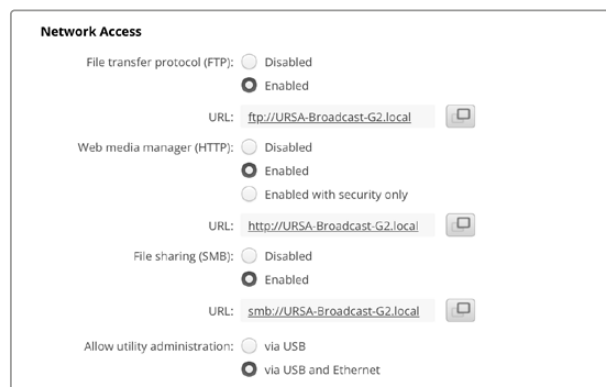 Network Access
File transfer protocol (FTP): Disabled
Enabled
URL: ftp://URSA-Broadcast-G2.local
Web media manager (HTTP): Disabled
Enabled
Enabled with security only
URL: http://URSA-Broadcast-G2.local
File sharing (SMB): Disabled
Enabled
URL: smb://URSA-Broadcast-G2.local
Allow utility administration: via USB
via USB and Ethernet